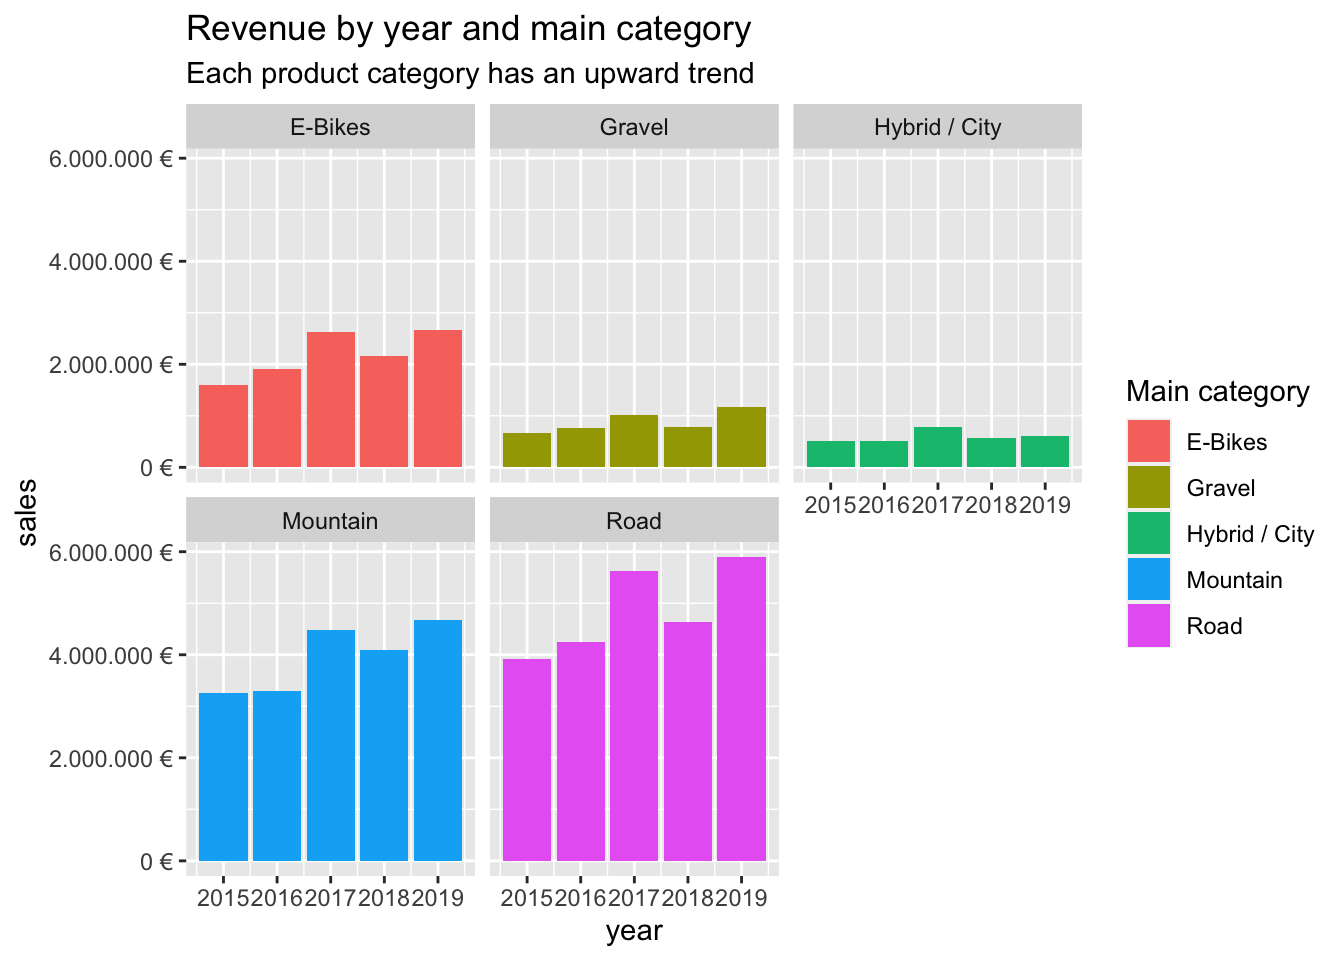 Revenue by year and main category
Each product category has an upward trend
E-Bikes
Gravel
Hybrid / City
6.000.000 €
4.000.000 €
2.000.000 €
0 €
2015 2016 2017 2018 2019
Mountain
Road
6.000.000 €
4.000.000 €
2.000.000 €
0 €
2015 2016 2017 2018 2019
2015 2016 2017 2018 2019
sales
year
Main category
E-Bikes
Gravel
Hybrid / City
Mountain
Road